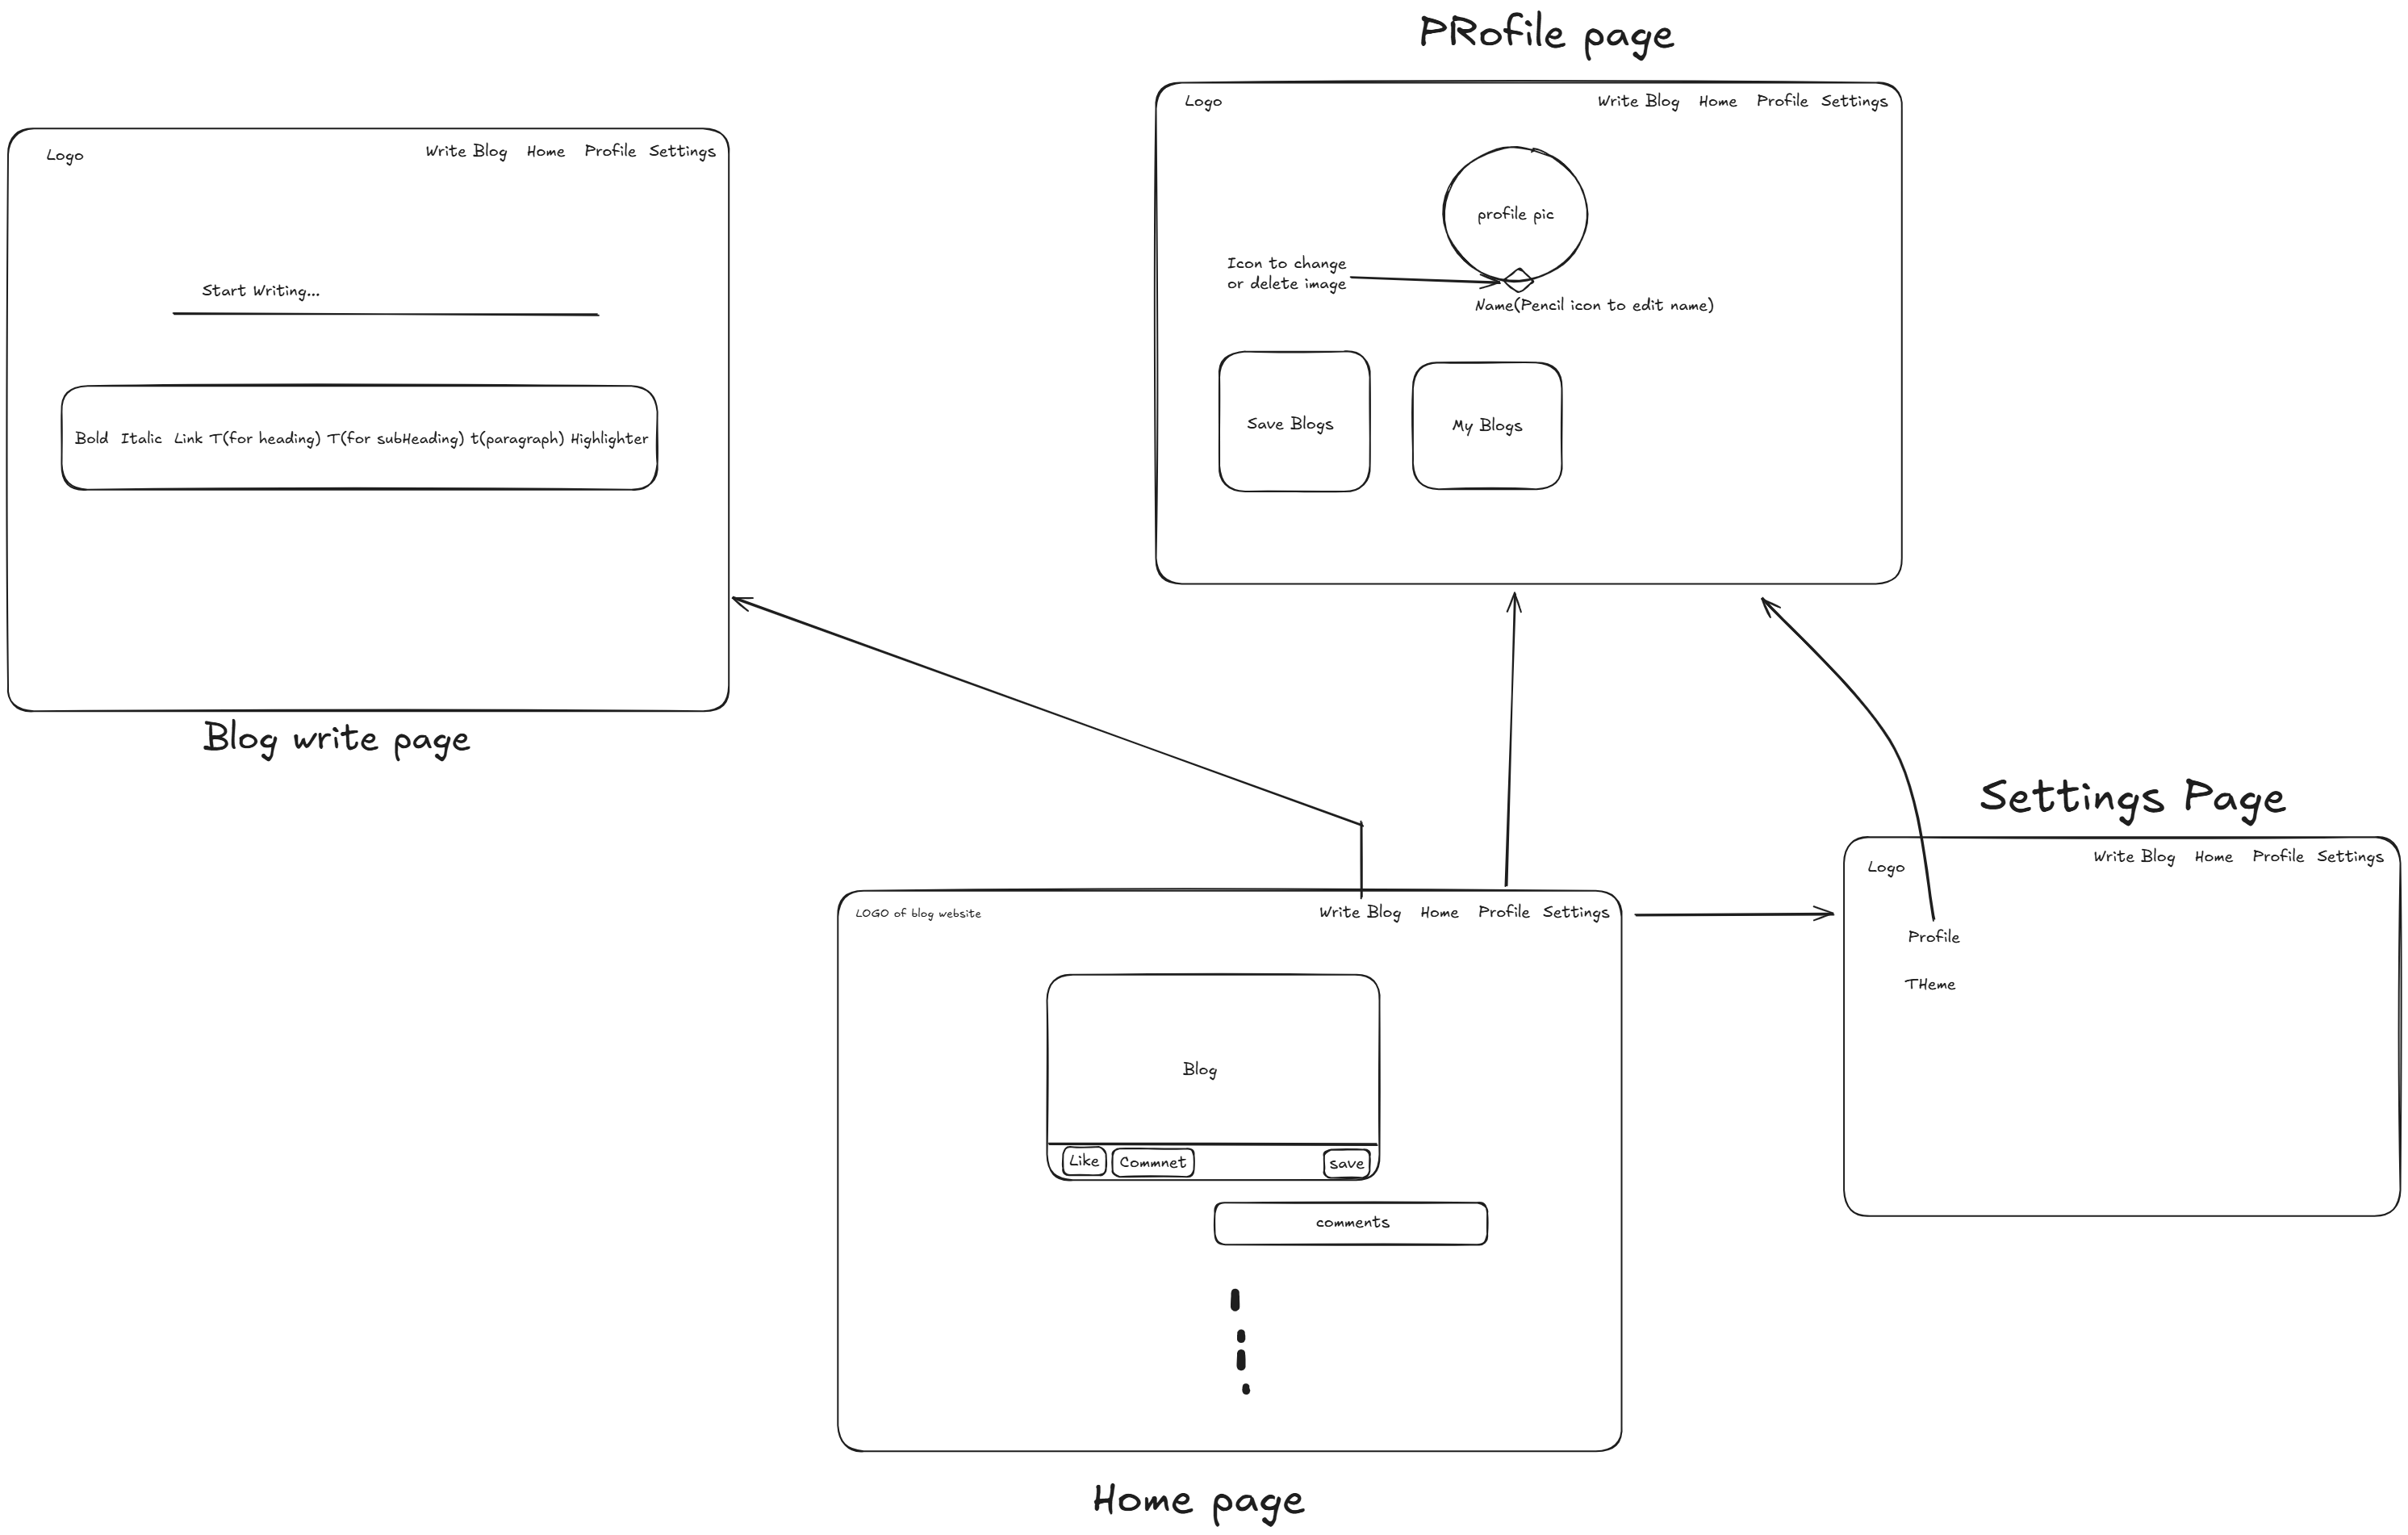 PRofile page
Logo
Write Blog Home Profile Settings
profile pic
Icon to change
or delete image
Name(Pencil icon to edit name)
Save Blogs
My Blogs
Logo
Write Blog Home Profile Settings
Start Writing...
Bold Italic Link T(for heading) T(for subHeading) t(paragraph) Highlighter
Blog write page
Settings Page
Logo
Write Blog Home Profile Settings
Profile
THeme
LOGO of blog website
Write Blog Home Profile Settings
Blog
Like Commnet save
comments
Home page